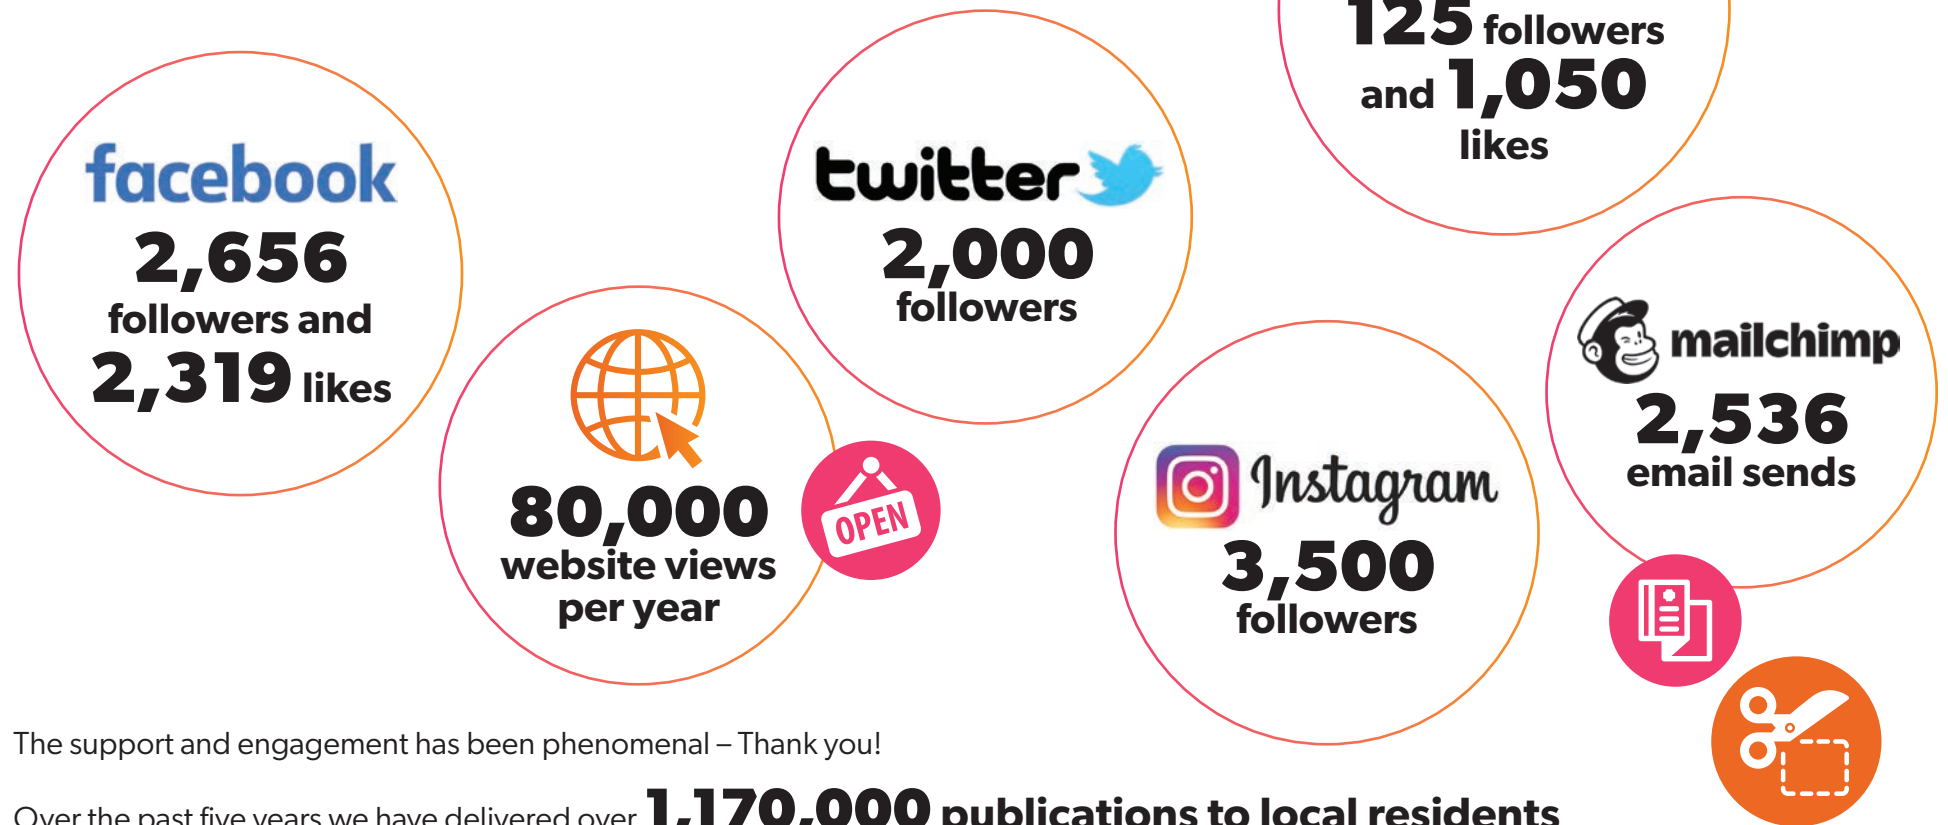 125 followers
and 1,050
likes
facebook
2,656
followers and
2,319 likes
twitter
2,000
followers
80,000
website views
per year
OPEN
Instagram
3,500
followers
mailchimp
2,536
email sends
The support and engagement has been phenomenal – Thank you!
Over the past five years we have delivered over 1,170,000 publications to local residents